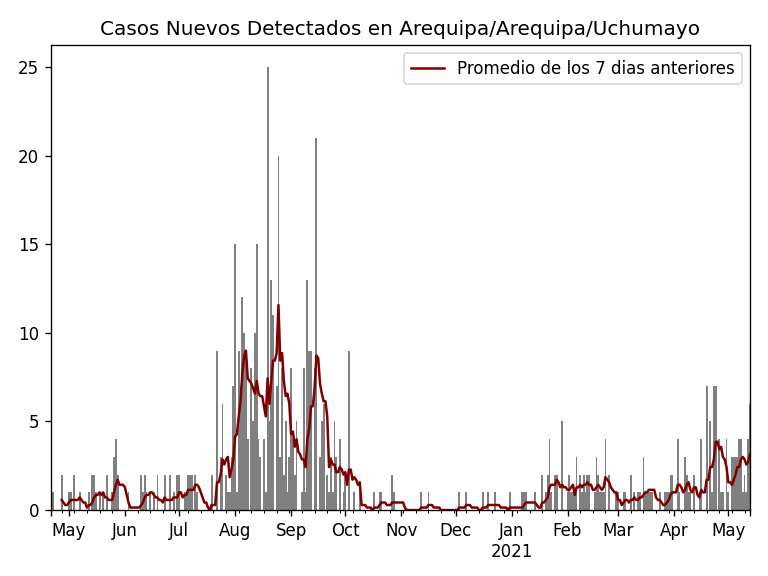 Casos Nuevos Detectados en Arequipa/Arequipa/Uchumayo
Promedio de los 7 dias anteriores
25
20
15
10
5
0
May Jun Jul Aug Sep Oct Nov Dec Jan Feb Mar Apr May
2021